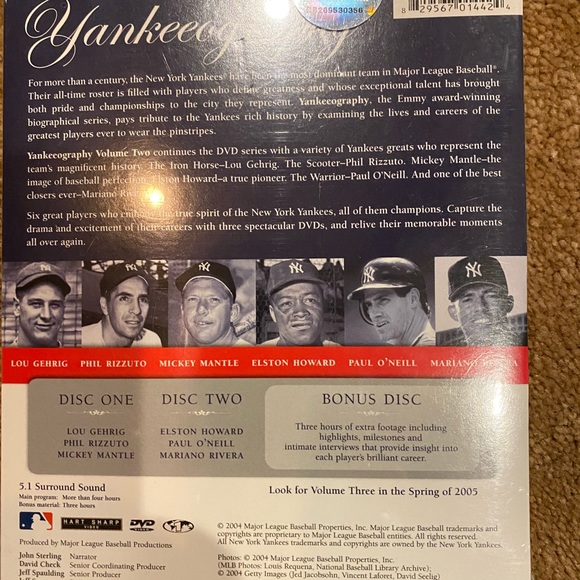 Yankeeography
8 29567 01442 4
For more than a century, the New York Yankees® have been the most dominant team in Major League Baseball®.
Their all-time roster is filled with players who define greatness and whose exceptional talent has brought
both pride and championships to the city they represent. Yankeeography, the Emmy award-winning
biographical series, pays tribute to the Yankees rich history by examining the lives and careers of the
greatest players ever to wear the pinstripes.
Yankeeography Volume Two continues the DVD series with a variety of Yankees greats who represent the
team's magnificent history. The Iron Horse–Lou Gehrig. The Scooter–Phil Rizzuto. Mickey Mantle–the
image of baseball perfection. Elston Howard–a true pioneer. The Warrior–Paul O'Neill. And one of the best
closers ever–Mariano Rivera.
Six great players who embody the true spirit of the New York Yankees, all of them champions. Capture the
drama and excitement of their careers with three spectacular DVDs, and relive their memorable moments
all over again.
LOU GEHRIG PHIL RIZZUTO MICKEY MANTLE ELSTON HOWARD PAUL O'NEILL MARIANO RIVERA
DISC ONE
LOU GEHRIG
PHIL RIZZUTO
MICKEY MANTLE
DISC TWO
ELSTON HOWARD
PAUL O'NEILL
MARIANO RIVERA
BONUS DISC
Three hours of extra footage including
highlights, milestones and
intimate interviews that provide insight into
each player's brilliant career.
5.1 Surround Sound
Main program: More than four hours
Bonus material: Three hours
Look for Volume Three in the Spring of 2005
HART SHARP
VIDEO
DVD
VIDEO
Produced by Major League Baseball Productions
John Sterling Narrator
David Check Senior Coordinating Producer
Jeff Spaulding Senior Producer
© 2004 Major League Baseball Properties, Inc. Major League Baseball trademarks and
copyrights are proprietary to Major League Baseball entities. All rights reserved.
All New York Yankees trademarks and copyrights are owned by the New York Yankees.
Photos: © 2004 Major League Baseball Properties, Inc.
(MLB Photos: Louis Requena, National Baseball Library Archive);
© 2004 Getty Images (Jed Jacobsohn, Vincent Laforet, David Seelig)